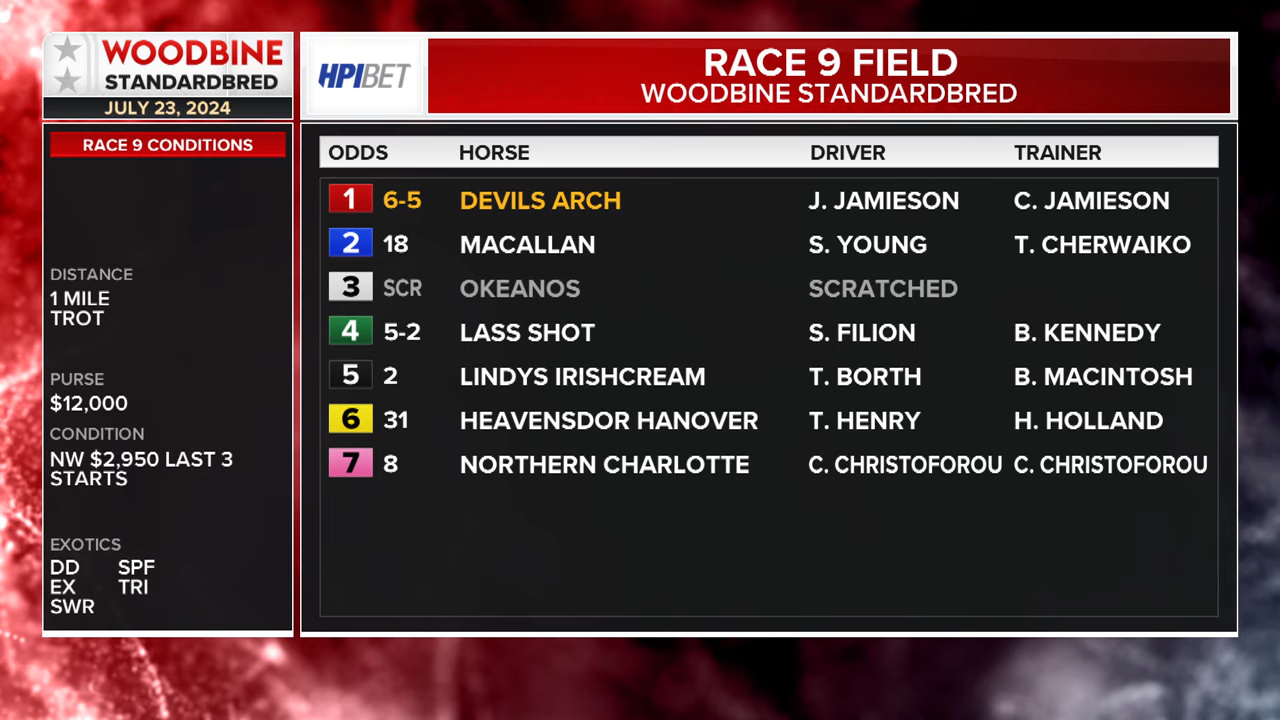 WOODBINE
STANDARDBRED
JULY 23, 2024
HPIBET
RACE 9 FIELD
WOODBINE STANDARDBRED
RACE 9 CONDITIONS
DISTANCE
1 MILE
TROT
PURSE
$12,000
CONDITION
NW $2,950 LAST 3
STARTS
EXOTICS
DD SPF
EX TRI
SWR
ODDS HORSE DRIVER TRAINER
1 6-5 DEVILS ARCH J. JAMIESON C. JAMIESON
2 18 MACALLAN S. YOUNG T. CHERWAIKO
3 SCR OKEANOS SCRATCHED
4 5-2 LASS SHOT S. FILION B. KENNEDY
5 2 LINDYS IRISHCREAM T. BORTH B. MACINTOSH
6 31 HEAVENSDOR HANOVER T. HENRY H. HOLLAND
7 8 NORTHERN CHARLOTTE C. CHRISTOFOROU C. CHRISTOFOROU